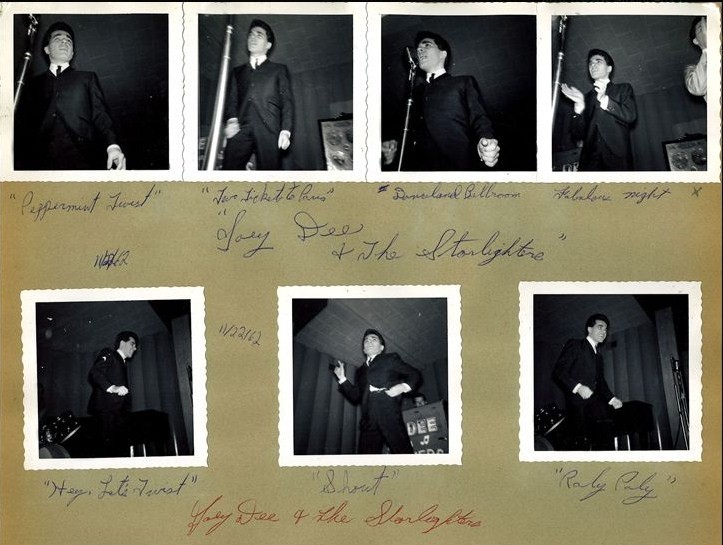 "Peppermint Twist"
"Two Tickets to Paris"
Danceland Ballroom
Fabulous night x
"Joey Dee
& The Starlighters"
11/22/62
11/22/62
DEE
"Hey, Let's Twist"
"Shout"
"Roly Poly"
Joey Dee & The Starlighters